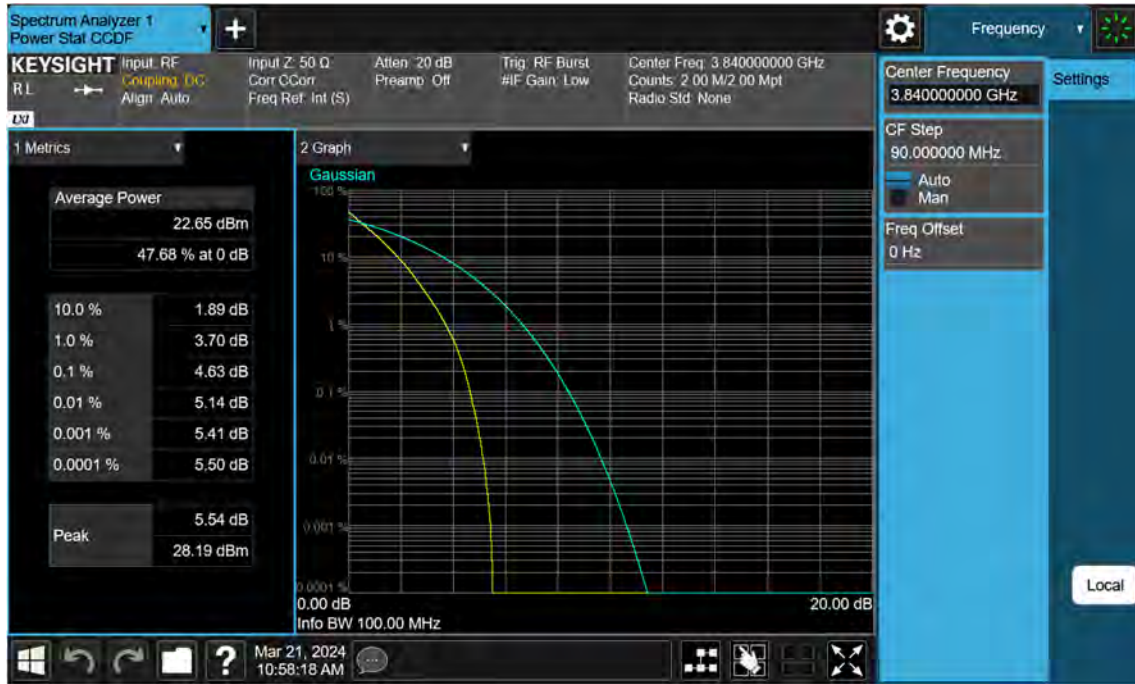 Spectrum Analyzer 1
Power Stat CCDF
Frequency
KEYSIGHT
Input: RF
Input Z: 50 Ω
Atten: 20 dB
Trig: RF Burst
Center Freq: 3.840000000 GHz
RL
Coupling: DC
Corr CCorr
Preamp: Off
#IF Gain: Low
Counts: 2.00 M/2.00 Mpt
Align: Auto
Freq Ref: Int (S)
Radio Std: None
LXI
Center Frequency
3.840000000 GHz
Settings
CF Step
90.000000 MHz
Auto
Man
Freq Offset
0 Hz
1 Metrics
Average Power
22.65 dBm
47.68 % at 0 dB
10.0 % 1.89 dB
1.0 % 3.70 dB
0.1 % 4.63 dB
0.01 % 5.14 dB
0.001 % 5.41 dB
0.0001 % 5.50 dB
Peak
5.54 dB
28.19 dBm
2 Graph
Gaussian
100 %
10 %
1 %
0.1 %
0.01 %
0.001 %
0.0001 %
0.00 dB
20.00 dB
Info BW 100.00 MHz
Local
?
Mar 21, 2024
10:58:18 AM